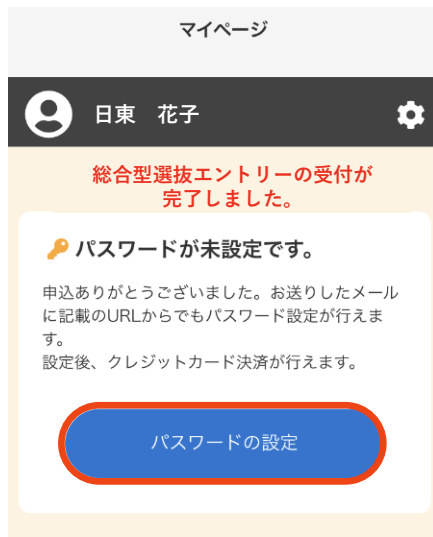 マイページ
日東　花子
総合型選抜エントリーの受付が
完了しました。
パスワードが未設定です。
申込ありがとうございました。お送りしたメール
に記載のURLからでもパスワード設定が行えま
す。
設定後、クレジットカード決済が行えます。
パスワードの設定